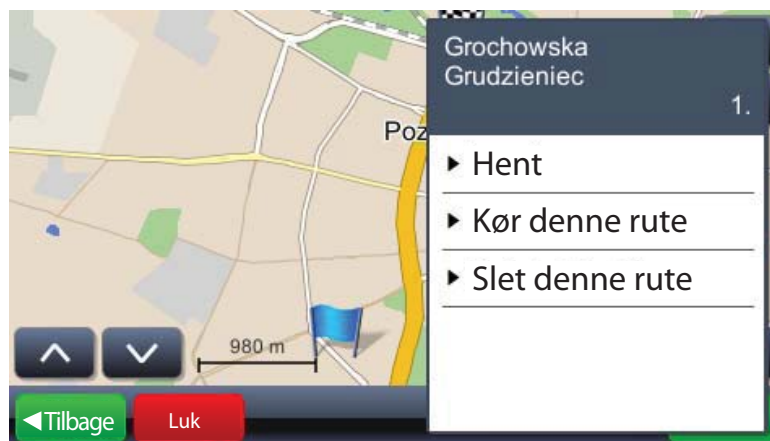 Grochowska
Grudzieniec
1.
Poz
Hent
Kør denne rute
Slet denne rute
980 m
Tilbage
Luk